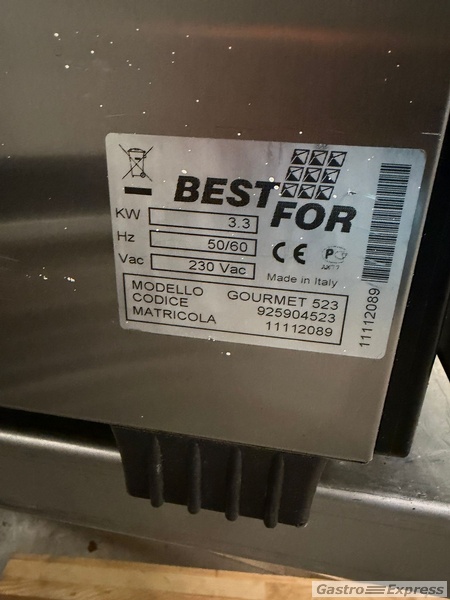 BEST FOR
KW 3.3
Hz 50/60
Vac 230 Vac
CE
Made in Italy
MODELLO GOURMET 523
CODICE 925904523
MATRICOLA 11112089
11112089
Gastro Express